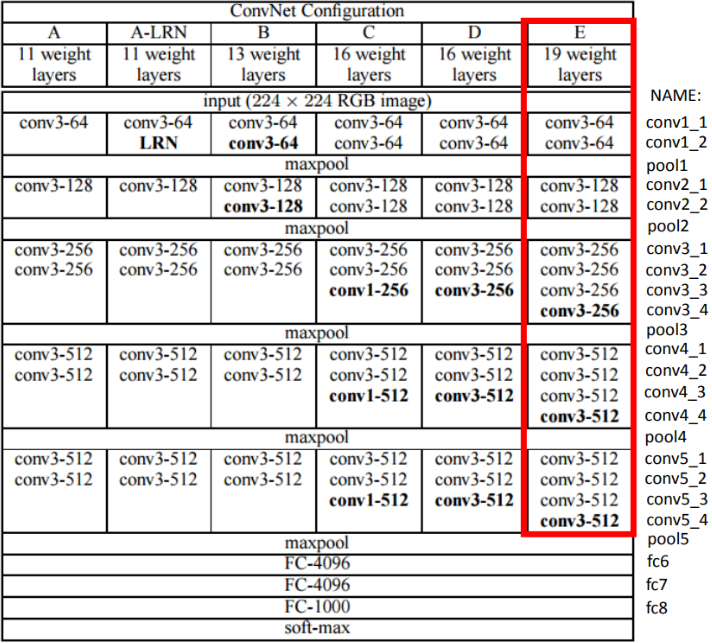 ConvNet Configuration
A A-LRN B C D E
11 weight 11 weight 13 weight 16 weight 16 weight 19 weight
layers layers layers layers layers layers
input (224 × 224 RGB image) NAME:
conv3-64 conv3-64 conv3-64 conv3-64 conv3-64 conv3-64 conv1_1
LRN conv3-64 conv3-64 conv3-64 conv3-64 conv1_2
maxpool pool1
conv3-128 conv3-128 conv3-128 conv3-128 conv3-128 conv3-128 conv2_1
conv3-128 conv3-128 conv3-128 conv3-128 conv2_2
maxpool pool2
conv3-256 conv3-256 conv3-256 conv3-256 conv3-256 conv3-256 conv3_1
conv3-256 conv3-256 conv3-256 conv3-256 conv3-256 conv3-256 conv3_2
conv1-256 conv3-256 conv3-256 conv3_3
conv3-256 conv3_4
maxpool pool3
conv3-512 conv3-512 conv3-512 conv3-512 conv3-512 conv3-512 conv4_1
conv3-512 conv3-512 conv3-512 conv3-512 conv3-512 conv3-512 conv4_2
conv1-512 conv3-512 conv3-512 conv4_3
conv3-512 conv4_4
maxpool pool4
conv3-512 conv3-512 conv3-512 conv3-512 conv3-512 conv3-512 conv5_1
conv3-512 conv3-512 conv3-512 conv3-512 conv3-512 conv3-512 conv5_2
conv1-512 conv3-512 conv3-512 conv5_3
conv3-512 conv5_4
maxpool pool5
FC-4096 fc6
FC-4096 fc7
FC-1000 fc8
soft-max